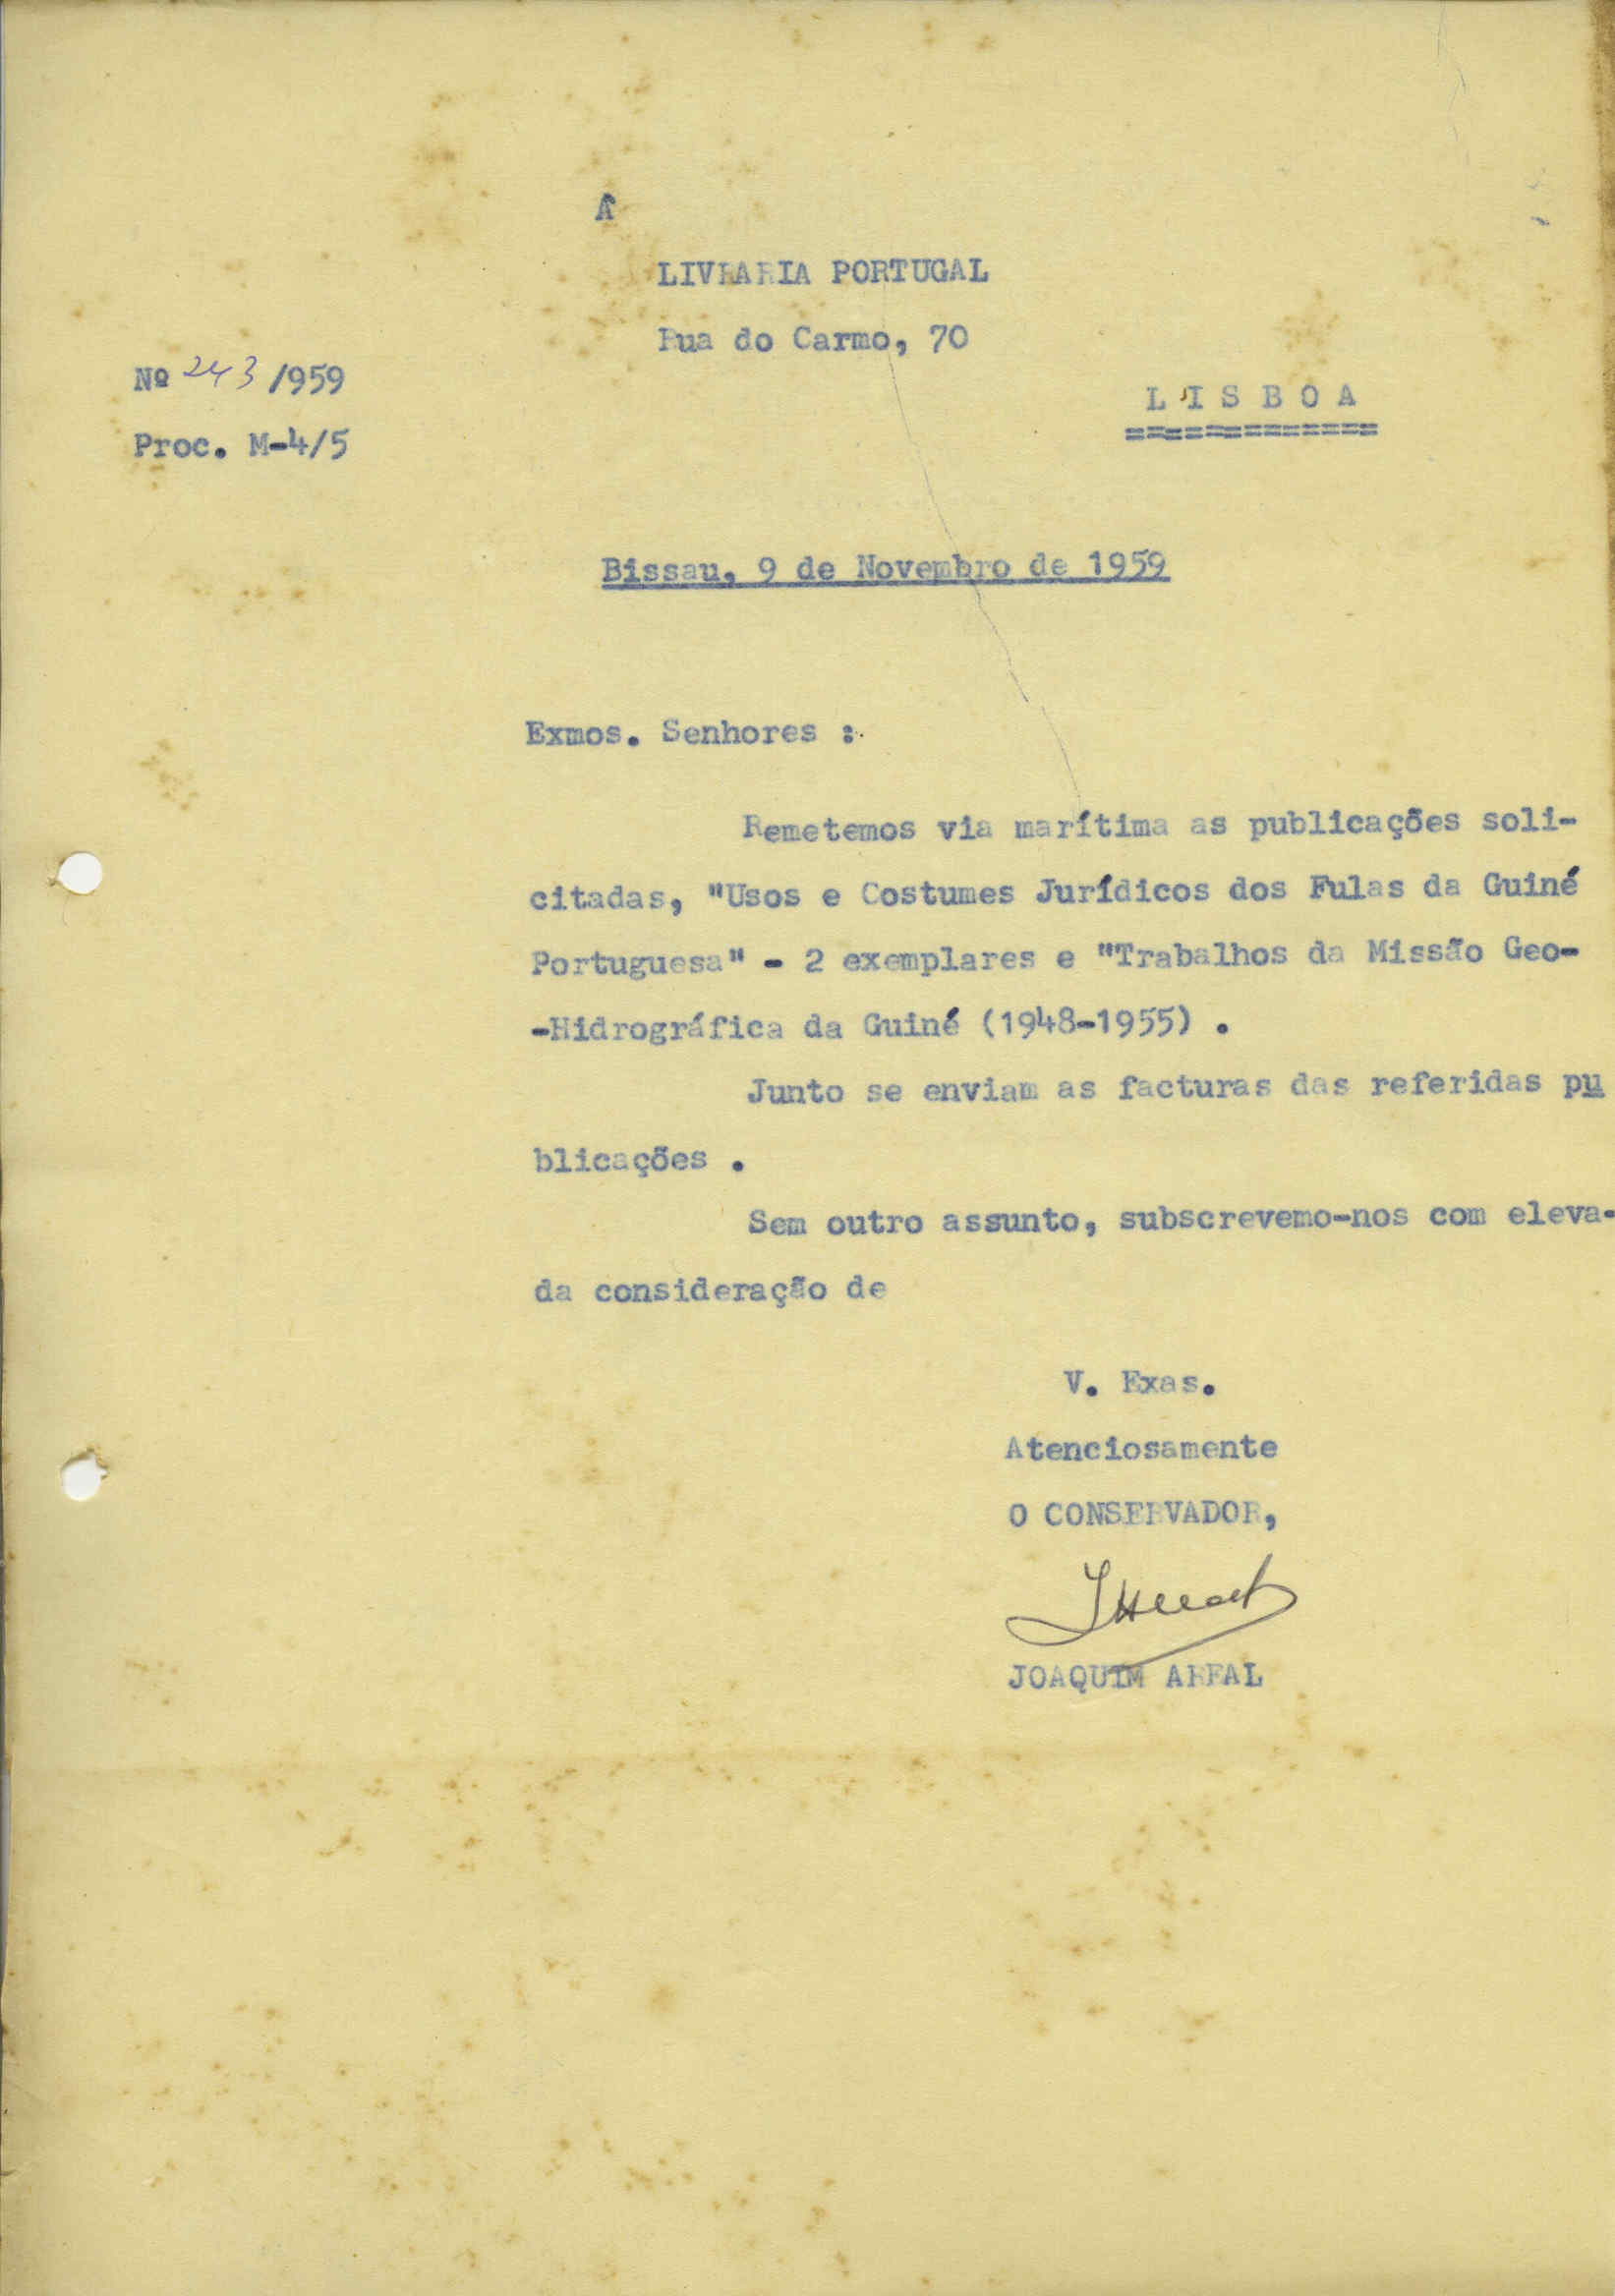 À
LIVRARIA PORTUGAL
Rua do Carmo, 70
Nº 243/959
LISBOA
=============
Proc. M-4/5
Bissau, 9 de Novembro de 1959
Exmos. Senhores :
Remetemos via marítima as publicações soli-
citadas, "Usos e Costumes Jurídicos dos Fulas da Guiné
Portuguesa" - 2 exemplares e "Trabalhos da Missão Geo-
-Hidrográfica da Guiné (1948-1955) .
Junto se enviam as facturas das referidas pu
blicações .
Sem outro assunto, subscrevemo-nos com eleva-
da consideração de
V. Exas.
Atenciosamente
O CONSERVADOR,
JOAQUIM AREAL